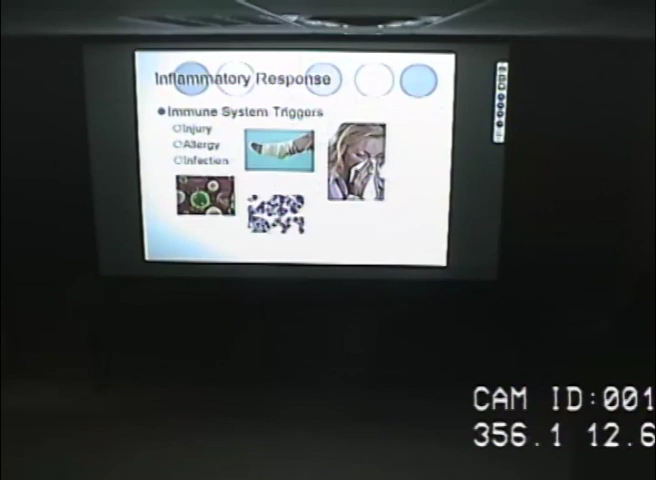 Inflammatory Response
Immune System Triggers
Injury
Allergy
Infection
CAM ID:001
356.1 12.6